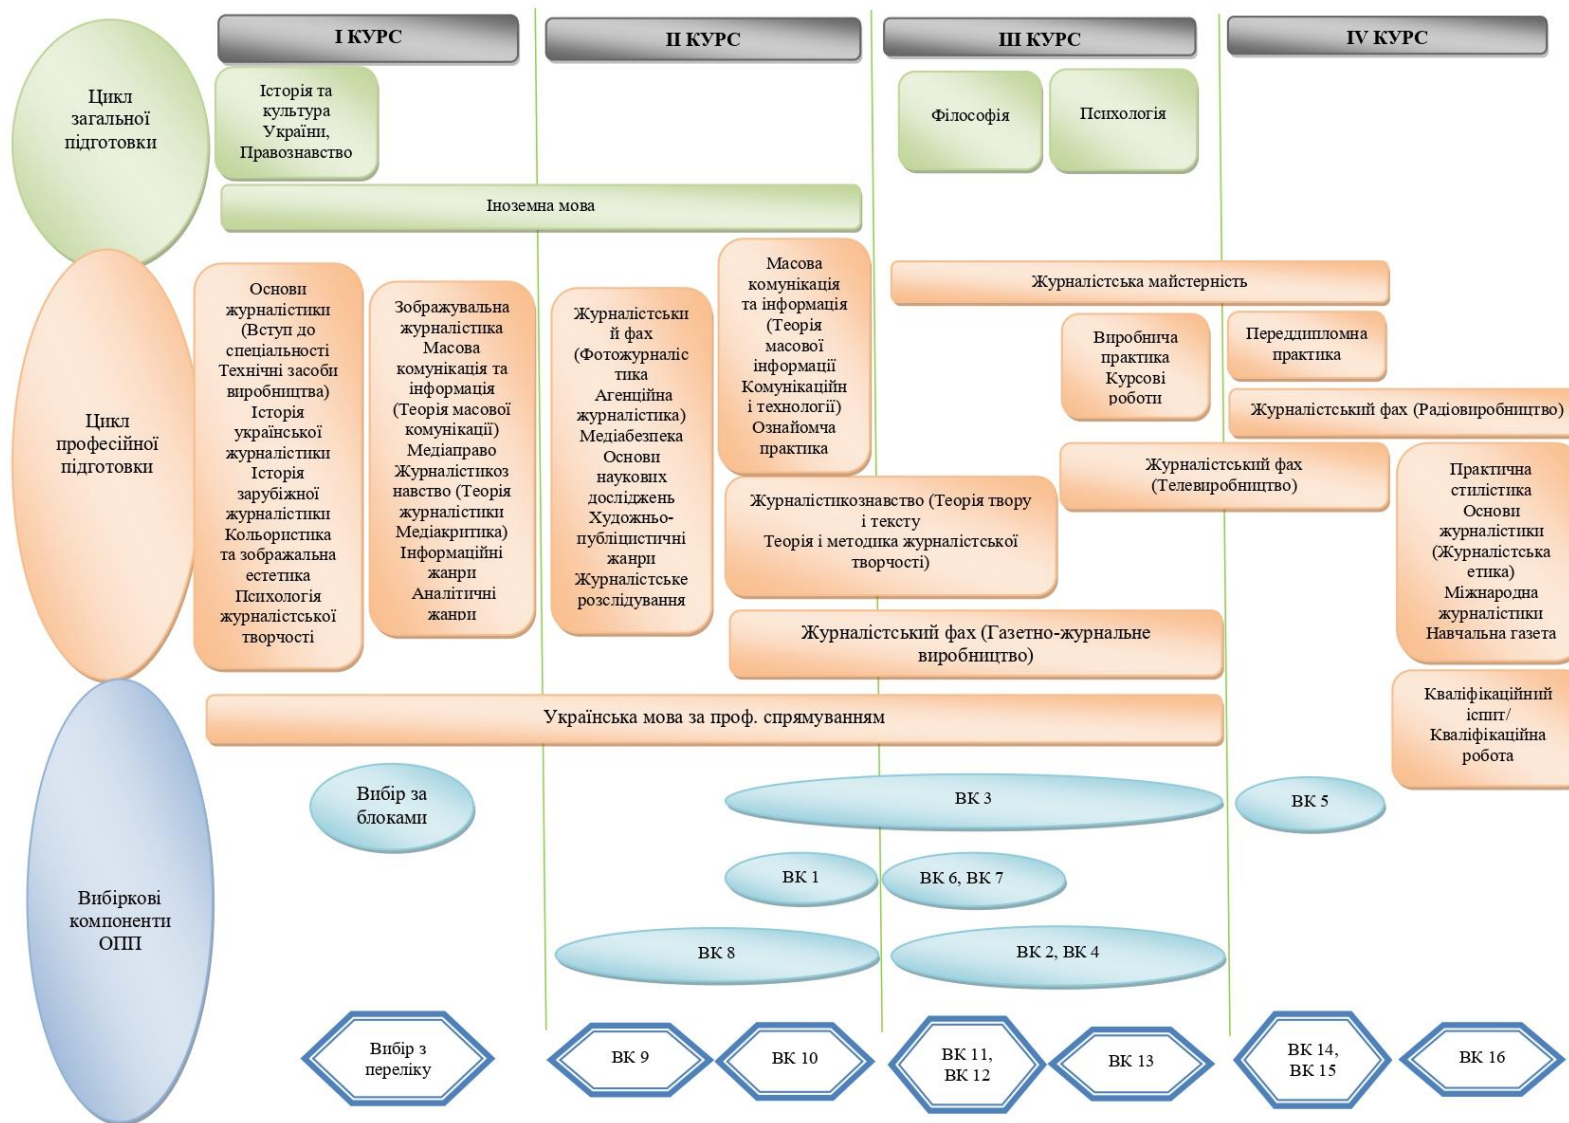 І КУРС
ІІ КУРС
ІІІ КУРС
ІV КУРС
Цикл
загальної
підготовки
Історія та
культура
України,
Правознавство
Філософія
Психологія
Іноземна мова
Цикл
професійної
підготовки
Основи
журналістики
(Вступ до
спеціальності
Технічні засоби
виробництва)
Історія
української
журналістики
Історія
зарубіжної
журналістики
Кольористика
та зображальна
естетика
Психологія
журналістської
творчості
Зображувальна
журналістика
Масова
комунікація та
інформація
(Теорія масової
комунікації)
Медіаправо
Журналістикоз
навство (Теорія
журналістики
Медіакритика)
Інформаційні
жанри
Аналітичні
жанри
Журналістськи
й фах
(Фотожурналіс
тика
Агенційна
журналістика)
Медіабезпека
Основи
наукових
досліджень
Художньо-
публіцистичні
жанри
Журналістське
розслідування
Масова
комунікація
та інформація
(Теорія
масової
інформації
Комунікаційн
і технології)
Ознайомча
практика
Журналістська майстерність
Виробнича
практика
Курсові
роботи
Переддипломна
практика
Журналістський фах (Радіовиробництво)
Журналістський фах
(Телевиробництво)
Журналістикознавство (Теорія твору
і тексту
Теорія і методика журналістської
творчості)
Практична
стилістика
Основи
журналістики
(Журналістська
етика)
Міжнародна
журналістики
Навчальна газета
Журналістський фах (Газетно-журнальне
виробництво)
Українська мова за проф. спрямуванням
Кваліфікаційний
іспит/
Кваліфікаційна
робота
Вибіркові
компоненти
ОПП
Вибір за
блоками
ВК 3
ВК 5
ВК 1
ВК 6, ВК 7
ВК 8
ВК 2, ВК 4
Вибір з
переліку
ВК 9
ВК 10
ВК 11,
ВК 12
ВК 13
ВК 14,
ВК 15
ВК 16